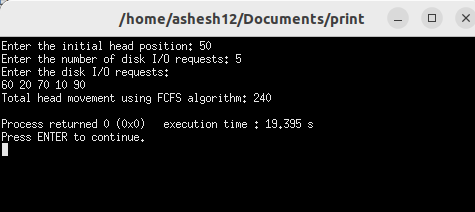 /home/ashesh12/Documents/print
Enter the initial head position: 50
Enter the number of disk I/O requests: 5
Enter the disk I/O requests:
60 20 70 10 90
Total head movement using FCFS algorithm: 240
Process returned 0 (0x0)   execution time : 19.395 s
Press ENTER to continue.